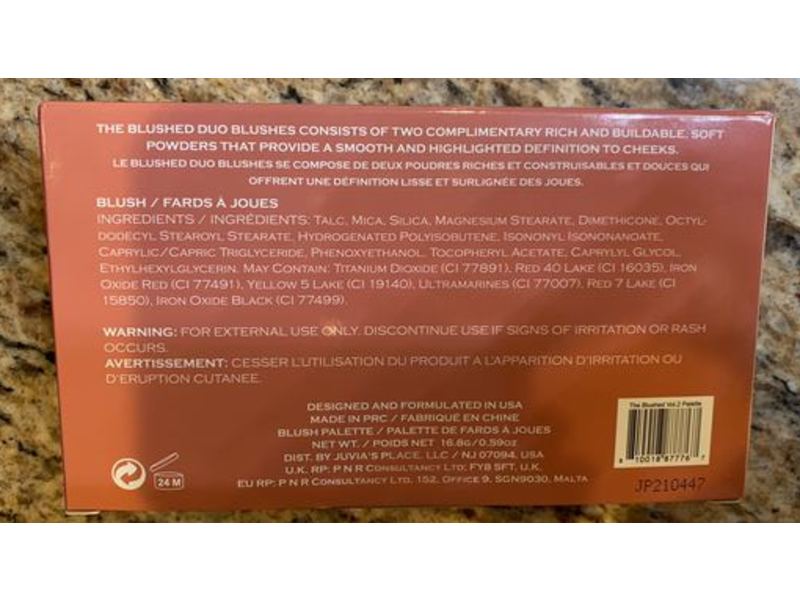 THE BLUSHED DUO BLUSHES CONSISTS OF TWO COMPLIMENTARY RICH AND BUILDABLE, SOFT
POWDERS THAT PROVIDE A SMOOTH AND HIGHLIGHTED DEFINITION TO CHEEKS.
LE BLUSHED DUO BLUSHES SE COMPOSE DE DEUX POUDRES RICHES ET CONSTRUISABLES ET DOUCES QUI
OFFRENT UNE DÉFINITION LISSE ET SURLIGNÉE DES JOUES.
BLUSH / FARDS À JOUES
INGREDIENTS / INGRÉDIENTS: TALC, MICA, SILICA, MAGNESIUM STEARATE, DIMETHICONE, OCTYL-
DODECYL STEAROYL STEARATE, HYDROGENATED POLYISOBUTENE, ISONONYL ISONONANOATE,
CAPRYLIC/CAPRIC TRIGLYCERIDE, PHENOXYETHANOL, TOCOPHERYL ACETATE, CAPRYLYL GLYCOL,
ETHYLHEXYLGLYCERIN. MAY CONTAIN: TITANIUM DIOXIDE (CI 77891), RED 40 LAKE (CI 16035), IRON
OXIDE RED (CI 77491), YELLOW 5 LAKE (CI 19140), ULTRAMARINES (CI 77007), RED 7 LAKE (CI
15850), IRON OXIDE BLACK (CI 77499).
WARNING: FOR EXTERNAL USE ONLY. DISCONTINUE USE IF SIGNS OF IRRITATION OR RASH
OCCURS.
AVERTISSEMENT: CESSER L'UTILISATION DU PRODUIT A L'APPARITION D'IRRITATION OU
D'ERUPTION CUTANEE.
DESIGNED AND FORMULATED IN USA
MADE IN PRC / FABRIQUÉ EN CHINE
BLUSH PALETTE / PALETTE DE FARDS À JOUES
NET WT. / POIDS NET 16.8g/0.59oz
DIST. BY JUVIA'S PLACE, LLC / NJ 07094, USA
U.K. RP: P N R CONSULTANCY LTD. FY8 5FT, U.K.
EU RP: P N R CONSULTANCY LTD. 152, OFFICE 9, SGN9030, MALTA
24 M
The Blushed Vol.2 Palette
8 10018 87776 7
JP210447